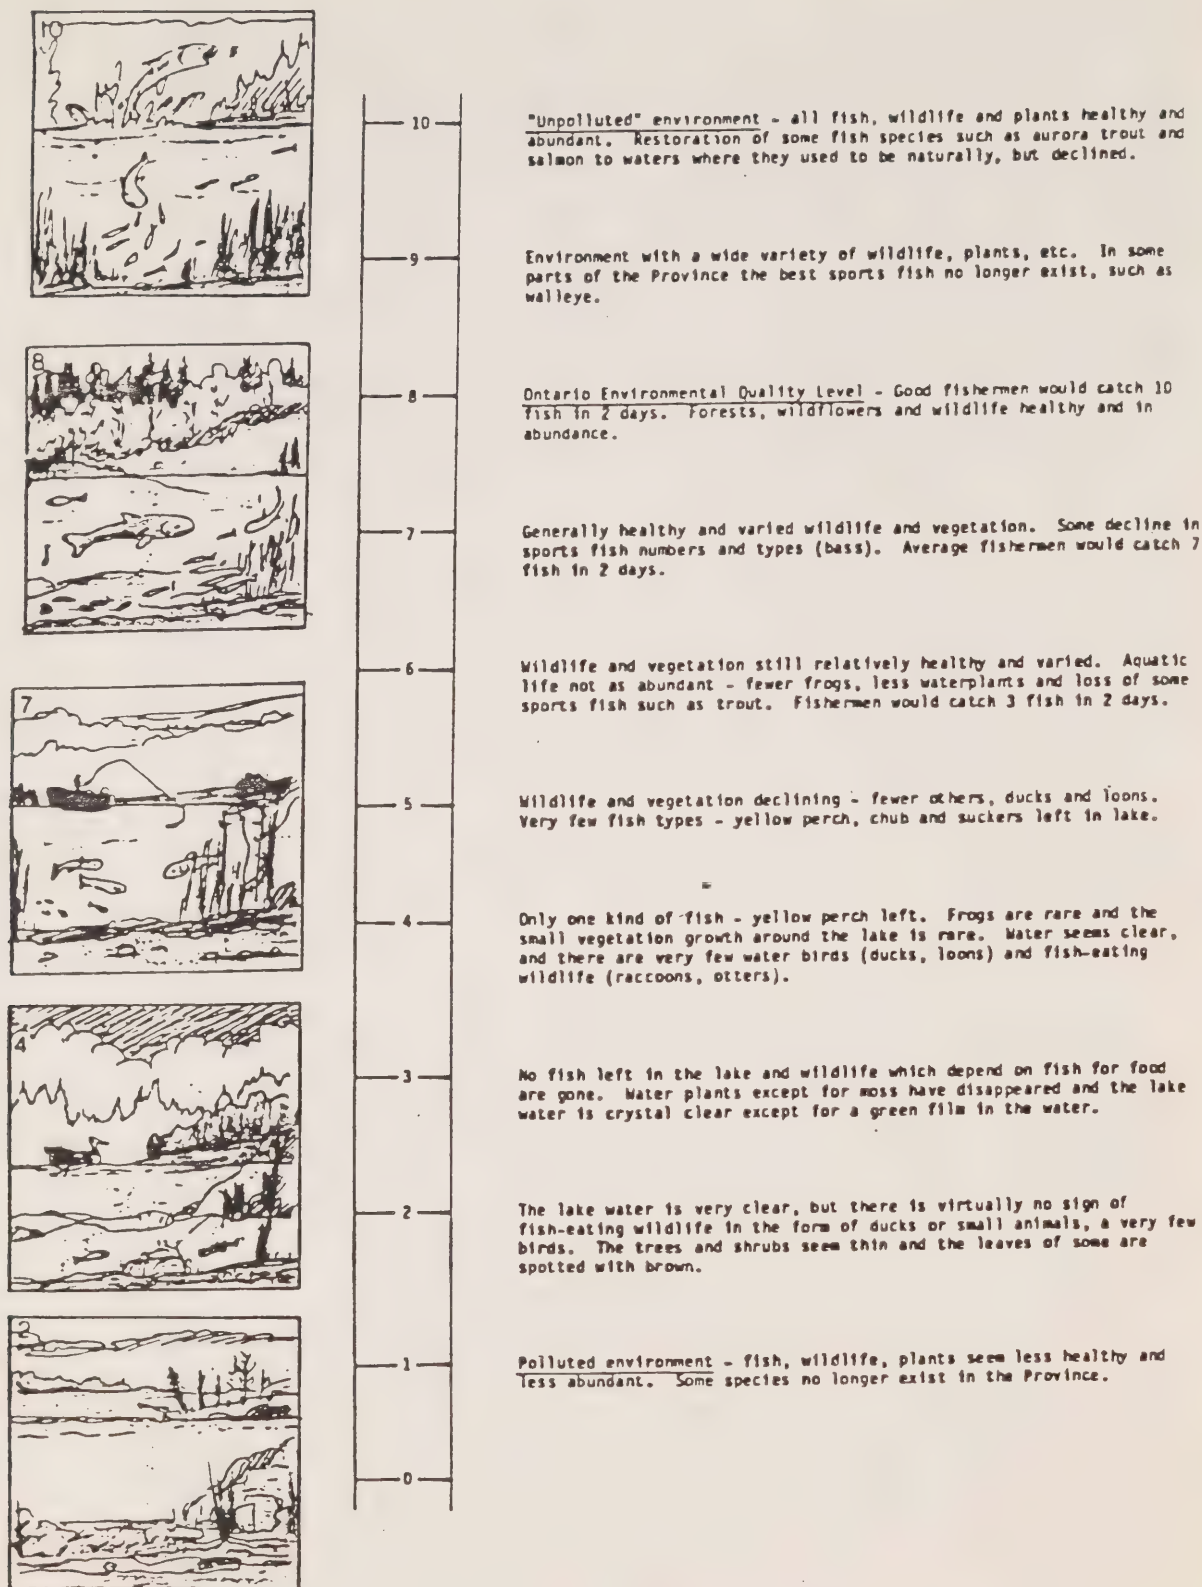 10
10
"Unpolluted" environment - all fish, wildlife and plants healthy and
abundant. Restoration of some fish species such as aurora trout and
salmon to waters where they used to be naturally, but declined.
9
Environment with a wide variety of wildlife, plants, etc. In some
parts of the Province the best sports fish no longer exist, such as
walleye.
8
8
Ontario Environmental Quality Level - Good fishermen would catch 10
fish in 2 days. Forests, wildflowers and wildlife healthy and in
abundance.
7
Generally healthy and varied wildlife and vegetation. Some decline in
sports fish numbers and types (bass). Average fishermen would catch 7
fish in 2 days.
6
Wildlife and vegetation still relatively healthy and varied. Aquatic
life not as abundant - fewer frogs, less waterplants and loss of some
sports fish such as trout. Fishermen would catch 3 fish in 2 days.
7
5
Wildlife and vegetation declining - fewer others, ducks and loons.
Very few fish types - yellow perch, chub and suckers left in lake.
4
Only one kind of fish - yellow perch left. Frogs are rare and the
small vegetation growth around the lake is rare. Water seems clear,
and there are very few water birds (ducks, loons) and fish-eating
wildlife (raccoons, otters).
4
3
No fish left in the lake and wildlife which depend on fish for food
are gone. Water plants except for moss have disappeared and the lake
water is crystal clear except for a green film in the water.
2
The lake water is very clear, but there is virtually no sign of
fish-eating wildlife in the form of ducks or small animals, a very few
birds. The trees and shrubs seem thin and the leaves of some are
spotted with brown.
2
1
Polluted environment - fish, wildlife, plants seem less healthy and
less abundant. Some species no longer exist in the Province.
0